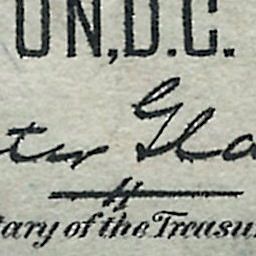 ON, D.C.
ter Gla
tary of the Treasu